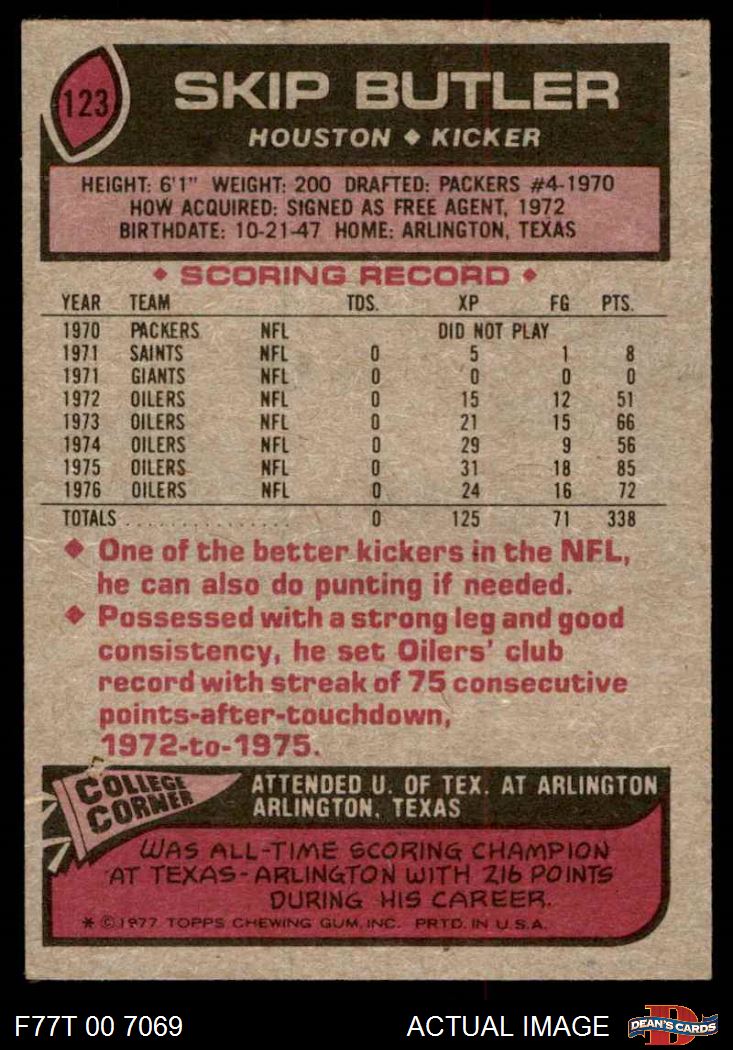 123
SKIP BUTLER
HOUSTON ♦ KICKER
HEIGHT: 6'1" WEIGHT: 200 DRAFTED: PACKERS #4-1970
HOW ACQUIRED: SIGNED AS FREE AGENT, 1972
BIRTHDATE: 10-21-47 HOME: ARLINGTON, TEXAS
♦ SCORING RECORD ♦
YEAR TEAM TDS. XP FG PTS.
1970 PACKERS NFL DID NOT PLAY
1971 SAINTS NFL 0 5 1 8
1971 GIANTS NFL 0 0 0 0
1972 OILERS NFL 0 15 12 51
1973 OILERS NFL 0 21 15 66
1974 OILERS NFL 0 29 9 56
1975 OILERS NFL 0 31 18 85
1976 OILERS NFL 0 24 16 72
TOTALS . . . . . . . . . . . . . . . . 0 125 71 338
♦ One of the better kickers in the NFL,
he can also do punting if needed.
♦ Possessed with a strong leg and good
consistency, he set Oilers' club
record with streak of 75 consecutive
points-after-touchdown,
1972-to-1975.
COLLEGE
CORNER
ATTENDED U. OF TEX. AT ARLINGTON
ARLINGTON, TEXAS
WAS ALL-TIME SCORING CHAMPION
AT TEXAS-ARLINGTON WITH 216 POINTS
DURING HIS CAREER.
* © 1977 TOPPS CHEWING GUM, INC. PRTD. IN U.S.A.
F77T 00 7069
ACTUAL IMAGE
D
DEAN'S CARDS